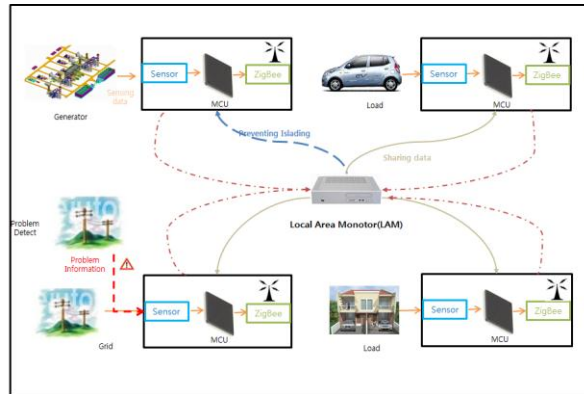 Sensor
ZigBee
MCU
Generator
Sensing data
Sensor
ZigBee
MCU
Load
Preventing Islading
Sharing data
Local Area Monotor(LAM)
Problem
Detect
Problem
Information
Sensor
ZigBee
MCU
Grid
Sensor
ZigBee
MCU
Load